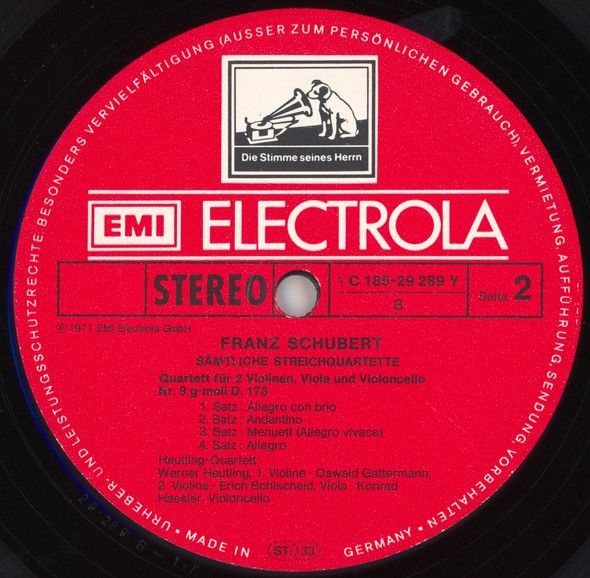 URHEBER- UND LEISTUNGSSCHUTZRECHTE, BESONDERS VERVIELFÄLTIGUNG (AUSSER ZUM PERSÖNLICHEN GEBRAUCH), VERMIETUNG, AUFFÜHRUNG, SENDUNG, VORBEHALTEN
Die Stimme seines Herrn
EMI ELECTROLA
STEREO
1 C 185-29 289 Y
B
Seite 2
℗ 1971 EMI Electrola GmbH
FRANZ SCHUBERT
SÄMTLICHE STREICHQUARTETTE
Quartett für 2 Violinen, Viola und Violoncello
Nr. 9 g-moll D. 173
1. Satz: Allegro con brio
2. Satz: Andantino
3. Satz: Menuett (Allegro vivace)
4. Satz: Allegro
Heutling-Quartett
Werner Heutling, 1. Violine · Oswald Gattermann,
2. Violine · Erich Bohlscheid, Viola · Konrad
Haesler, Violoncello
MADE IN GERMANY
ST 33
29 289 B - 1-Y